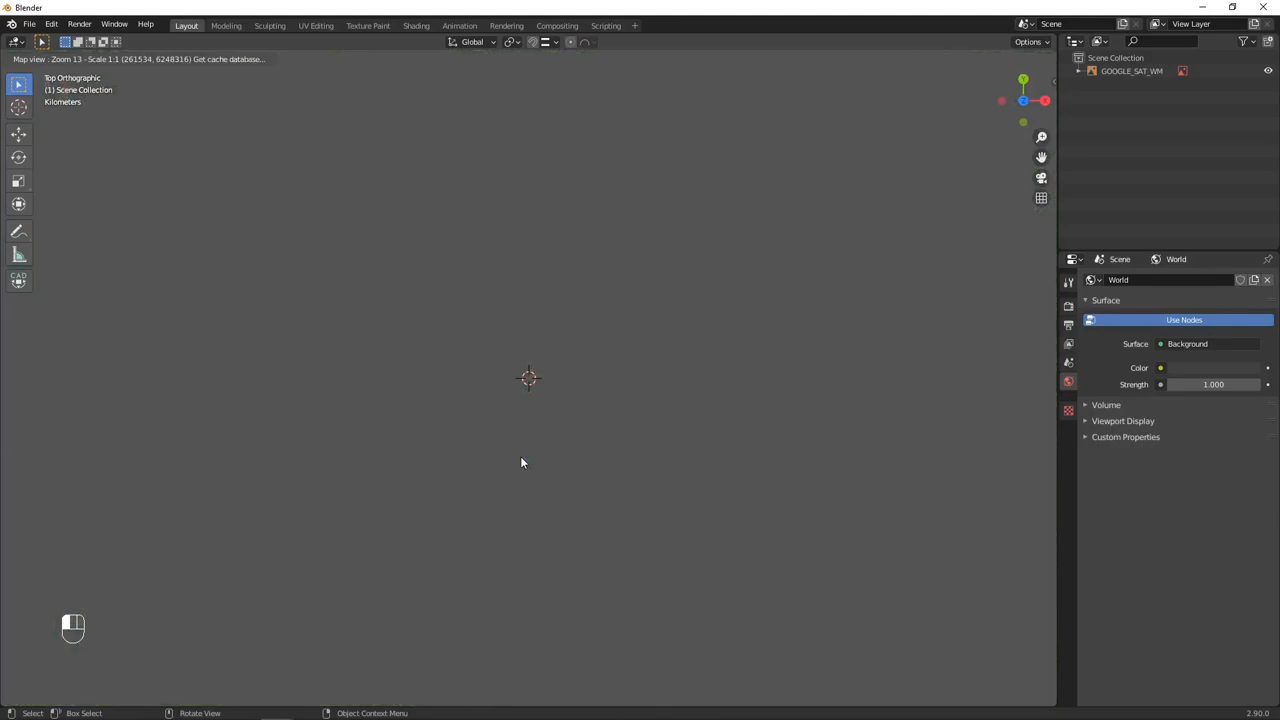 Blender
File Edit Render Window Help Layout Modeling Sculpting UV Editing Texture Paint Shading Animation Rendering Compositing Scripting + Scene View Layer
Global Options
Map view : Zoom 13 - Scale 1:1 (261534, 6248316) Get cache database...
Top Orthographic
(1) Scene Collection
Kilometers
Y
Z X
CAD
Scene Collection
GOOGLE_SAT_WM
Scene World
World
Surface
Use Nodes
Surface Background
Color
Strength 1.000
Volume
Viewport Display
Custom Properties
Select Box Select Rotate View Object Context Menu 2.90.0